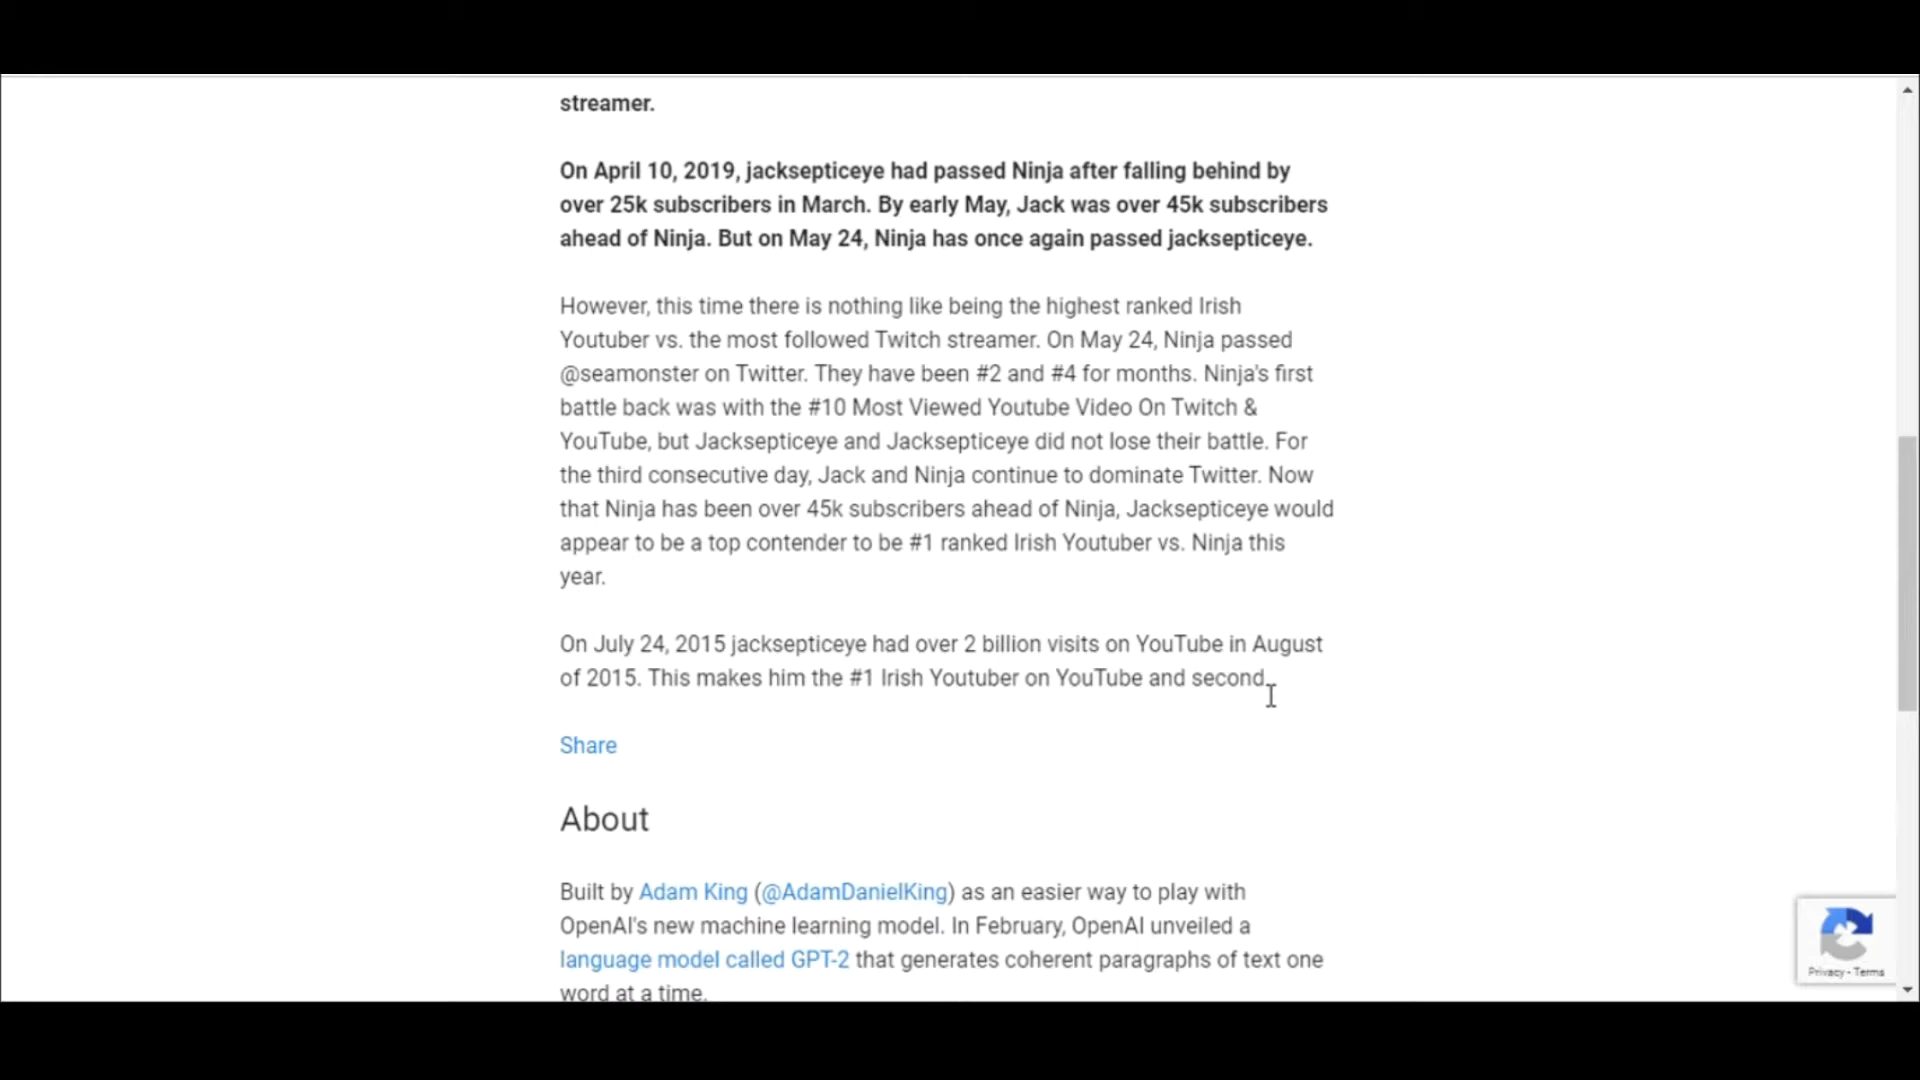 streamer.
On April 10, 2019, jacksepticeye had passed Ninja after falling behind by
over 25k subscribers in March. By early May, Jack was over 45k subscribers
ahead of Ninja. But on May 24, Ninja has once again passed jacksepticeye.
However, this time there is nothing like being the highest ranked Irish
Youtuber vs. the most followed Twitch streamer. On May 24, Ninja passed
@seamonster on Twitter. They have been #2 and #4 for months. Ninja's first
battle back was with the #10 Most Viewed Youtube Video On Twitch &
YouTube, but Jacksepticeye and Jacksepticeye did not lose their battle. For
the third consecutive day, Jack and Ninja continue to dominate Twitter. Now
that Ninja has been over 45k subscribers ahead of Ninja, Jacksepticeye would
appear to be a top contender to be #1 ranked Irish Youtuber vs. Ninja this
year.
On July 24, 2015 jacksepticeye had over 2 billion visits on YouTube in August
of 2015. This makes him the #1 Irish Youtuber on YouTube and second.
Share
About
Built by Adam King (@AdamDanielKing) as an easier way to play with
OpenAI's new machine learning model. In February, OpenAI unveiled a
language model called GPT-2 that generates coherent paragraphs of text one
word at a time.
Privacy - Terms